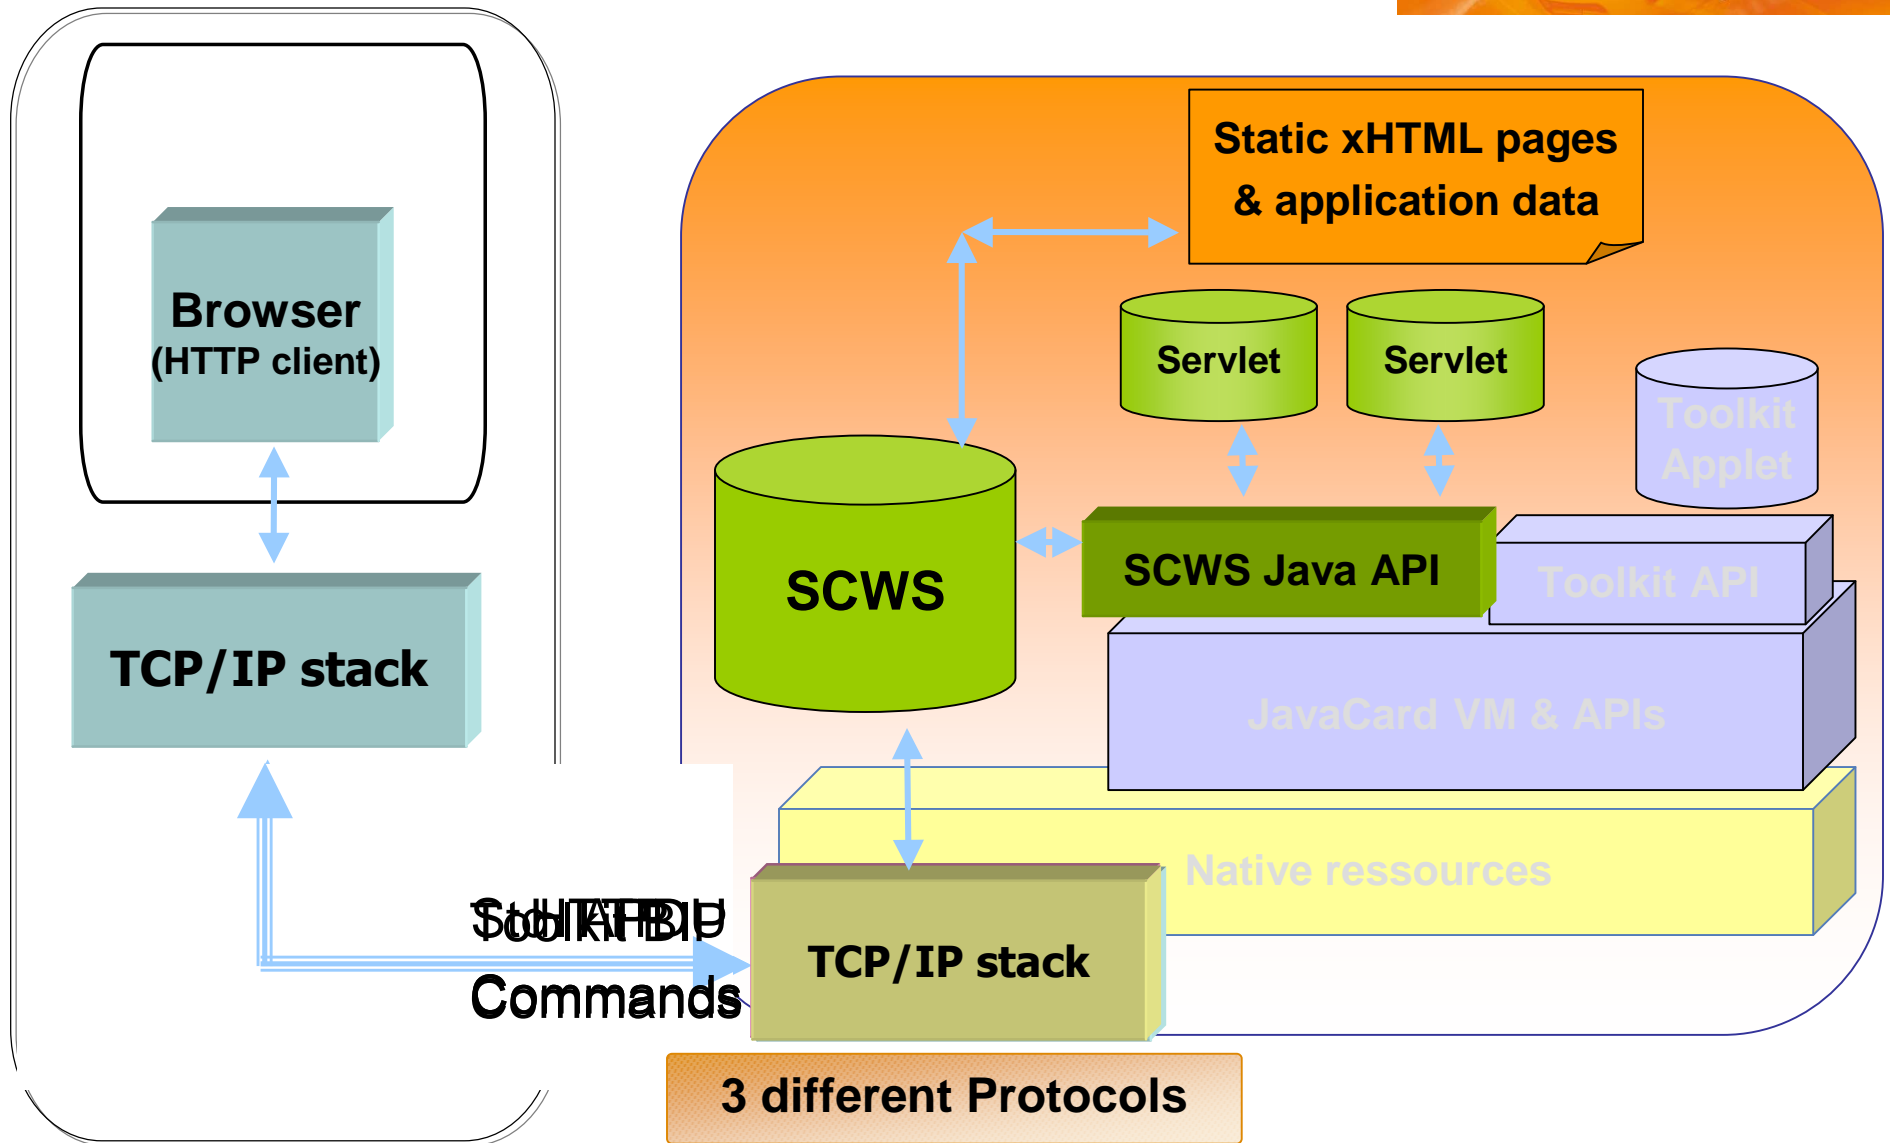 Static xHTML pages
& application data
Browser
(HTTP client)
Servlet
Servlet
Toolkit
Applet
SCWS
SCWS Java API
Toolkit API
TCP/IP stack
JavaCard VM & APIs
Native ressources
Commands
TCP/IP stack
3 different Protocols